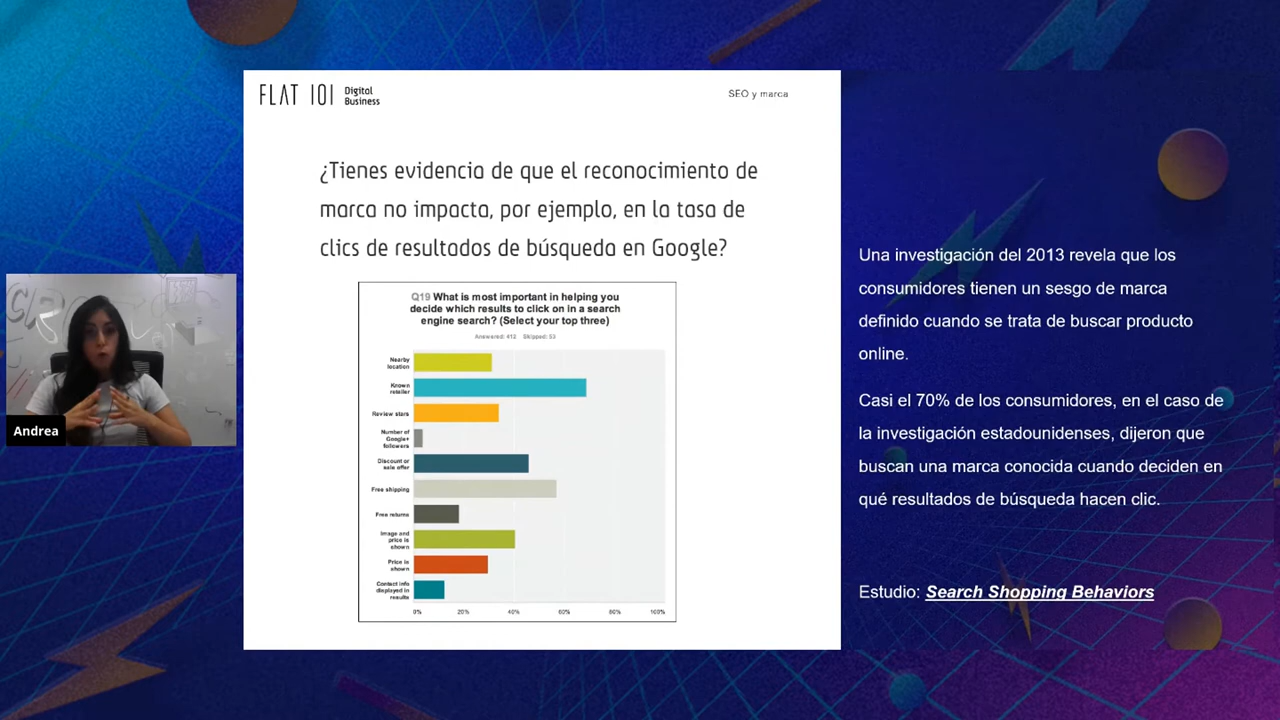 FLAT 101 Digital Business
SEO y marca
¿Tienes evidencia de que el reconocimiento de
marca no impacta, por ejemplo, en la tasa de
clics de resultados de búsqueda en Google?
Q19 What is most important in helping you
decide which results to click on in a search
engine search? (Select your top three)
Answered: 412 Skipped: 53
Nearby
location
Known
retailer
Review stars
Number of
Google+
followers
Discount or
sale offer
Free shipping
Free returns
Image and
price is
shown
Price is
shown
Contact info
displayed in
results
0% 20% 40% 60% 80% 100%
Andrea
Una investigación del 2013 revela que los
consumidores tienen un sesgo de marca
definido cuando se trata de buscar producto
online.
Casi el 70% de los consumidores, en el caso de
la investigación estadounidense, dijeron que
buscan una marca conocida cuando deciden en
qué resultados de búsqueda hacen clic.
Estudio: Search Shopping Behaviors